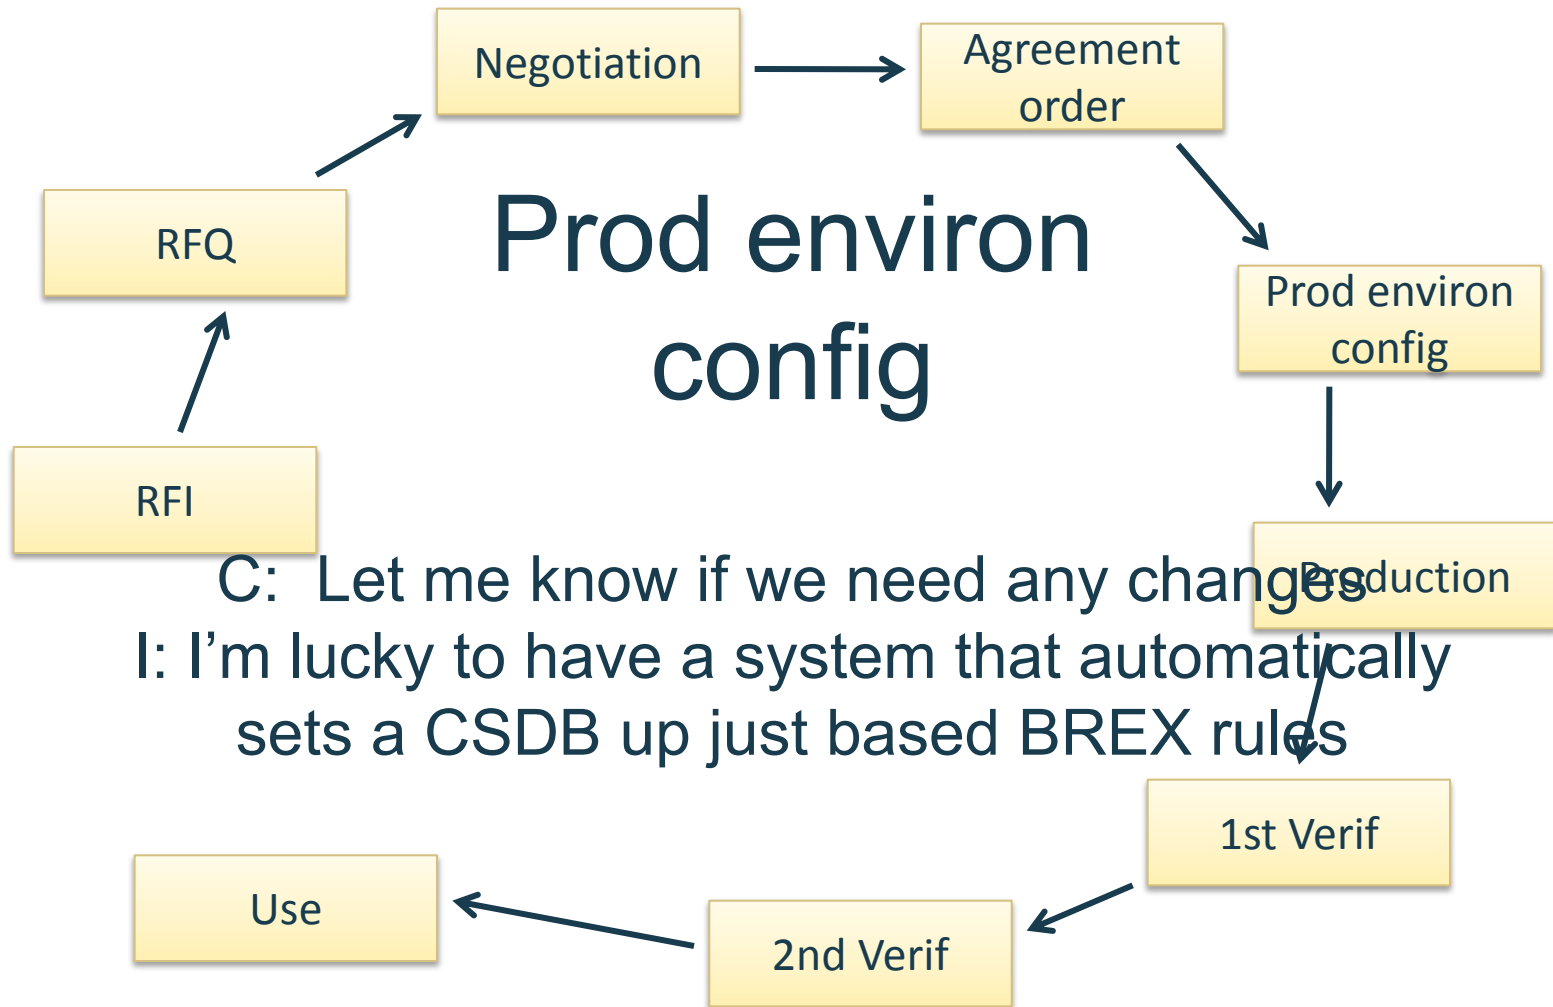 Negotiation
Agreement
order
RFQ
Prod environ
config
Prod environ
config
RFI
C:  Let me know if we need any changes
Production
I: I’m lucky to have a system that automatically
sets a CSDB up just based BREX rules
1st Verif
Use
2nd Verif